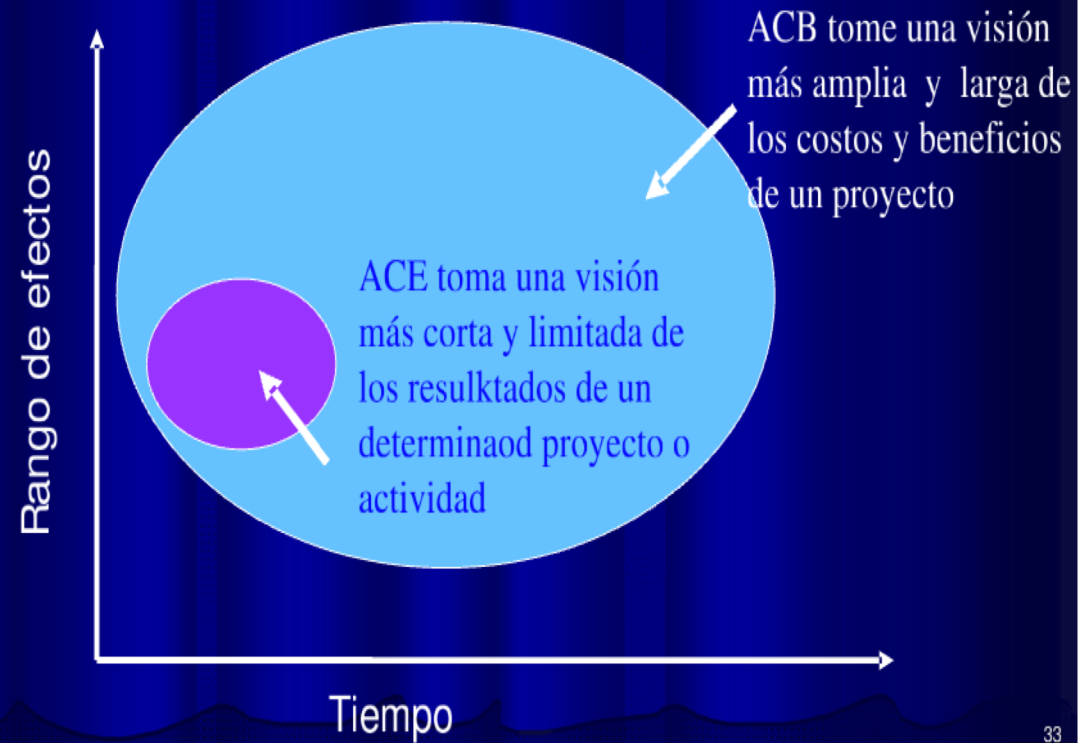 ACB tome una visión
más amplia y larga de
los costos y beneficios
de un proyecto
Rango de efectos
ACE toma una visión
más corta y limitada de
los resulktados de un
determinaod proyecto o
actividad
Tiempo
33